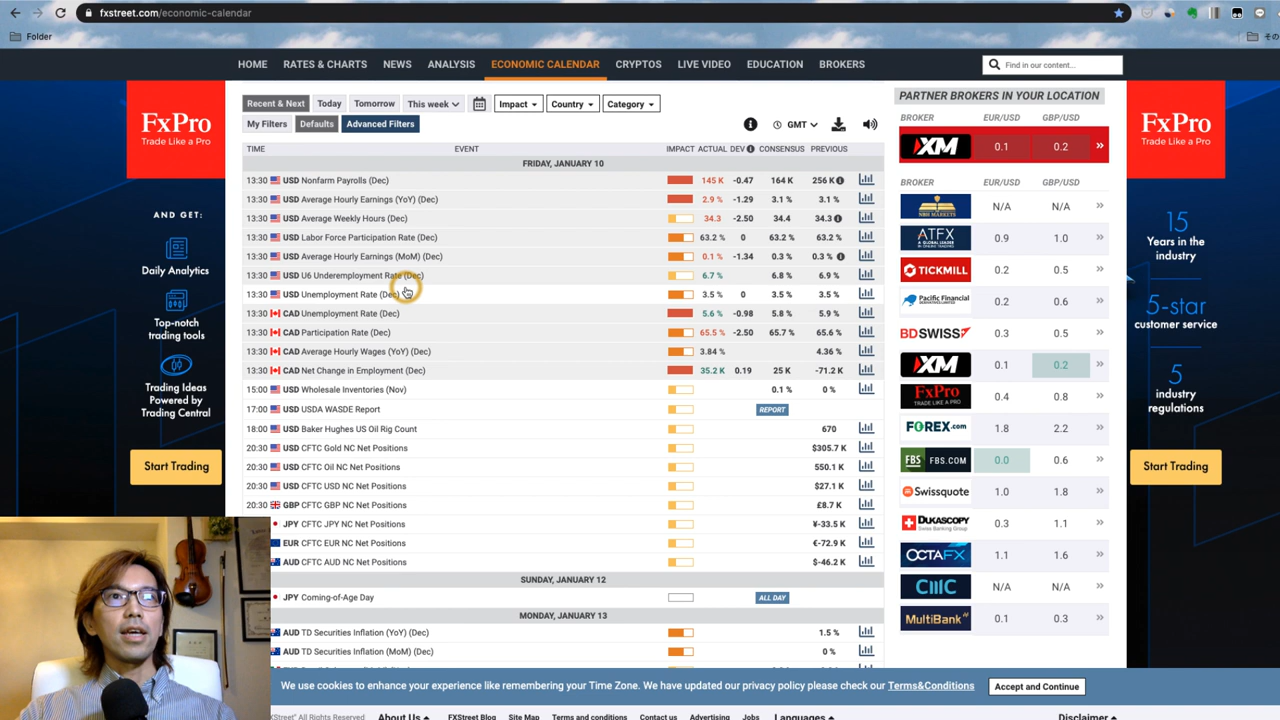 fxstreet.com/economic-calendar
Folder
その
HOME RATES & CHARTS NEWS ANALYSIS ECONOMIC CALENDAR CRYPTOS LIVE VIDEO EDUCATION BROKERS Find in our content...
FxPro
Trade Like a Pro
AND GET:
Daily Analytics
Top-notch
trading tools
Trading Ideas
Powered by
Trading Central
Start Trading
Recent & Next Today Tomorrow This week Impact Country Category
My Filters Defaults Advanced Filters GMT
TIME EVENT IMPACT ACTUAL DEV CONSENSUS PREVIOUS
FRIDAY, JANUARY 10
13:30 USD Nonfarm Payrolls (Dec) 145 K -0.47 164 K 256 K
13:30 USD Average Hourly Earnings (YoY) (Dec) 2.9 % -1.29 3.1 % 3.1 %
13:30 USD Average Weekly Hours (Dec) 34.3 -2.50 34.4 34.3
13:30 USD Labor Force Participation Rate (Dec) 63.2 % 0 63.2 % 63.2 %
13:30 USD Average Hourly Earnings (MoM) (Dec) 0.1 % -1.34 0.3 % 0.3 %
13:30 USD U6 Underemployment Rate (Dec) 6.7 % 6.8 % 6.9 %
13:30 USD Unemployment Rate (Dec) 3.5 % 0 3.5 % 3.5 %
13:30 CAD Unemployment Rate (Dec) 5.6 % -0.98 5.8 % 5.9 %
13:30 CAD Participation Rate (Dec) 65.5 % -2.50 65.7 % 65.6 %
13:30 CAD Average Hourly Wages (YoY) (Dec) 3.84 % 4.36 %
13:30 CAD Net Change in Employment (Dec) 35.2 K 0.19 25 K -71.2 K
15:00 USD Wholesale Inventories (Nov) 0.1 % 0 %
17:00 USD USDA WASDE Report REPORT
18:00 USD Baker Hughes US Oil Rig Count 670
20:30 USD CFTC Gold NC Net Positions $305.7 K
20:30 USD CFTC Oil NC Net Positions 550.1 K
20:30 USD CFTC USD NC Net Positions $27.1 K
20:30 GBP CFTC GBP NC Net Positions £8.7 K
JPY CFTC JPY NC Net Positions ¥-33.5 K
EUR CFTC EUR NC Net Positions €-72.9 K
AUD CFTC AUD NC Net Positions $-46.2 K
SUNDAY, JANUARY 12
JPY Coming-of-Age Day ALL DAY
MONDAY, JANUARY 13
AUD TD Securities Inflation (YoY) (Dec) 1.5 %
AUD TD Securities Inflation (MoM) (Dec) 0 %
PARTNER BROKERS IN YOUR LOCATION
BROKER EUR/USD GBP/USD
XM 0.1 0.2 »
BROKER EUR/USD GBP/USD
NBH MARKETS N/A N/A »
ATFX 0.9 1.0 »
TICKMILL 0.2 0.5 »
Pacific Financial 0.2 0.6 »
BDSWISS 0.3 0.5 »
XM 0.1 0.2 »
FxPro TRADE LIKE A PRO 0.4 0.8 »
FOREX.com 1.8 2.2 »
FBS FBS.COM 0.0 0.6 »
Swissquote 1.0 1.8 »
DUKASCOPY Swiss Banking Group 0.3 1.1 »
OCTAFX 1.1 1.6 »
CMC N/A N/A »
MultiBank 0.1 0.3 »
FxPro
Trade Like a Pro
15
Years in the
industry
5-star
customer service
5
industry
regulations
Start Trading
We use cookies to enhance your experience like remembering your Time Zone. We have updated our privacy policy please check our Terms&Conditions Accept and Continue
XStreet" All Rights Reserved About Us FXStreet Blog Site Map Terms and conditions Contact us Advertising Jobs Languages Disclaimer